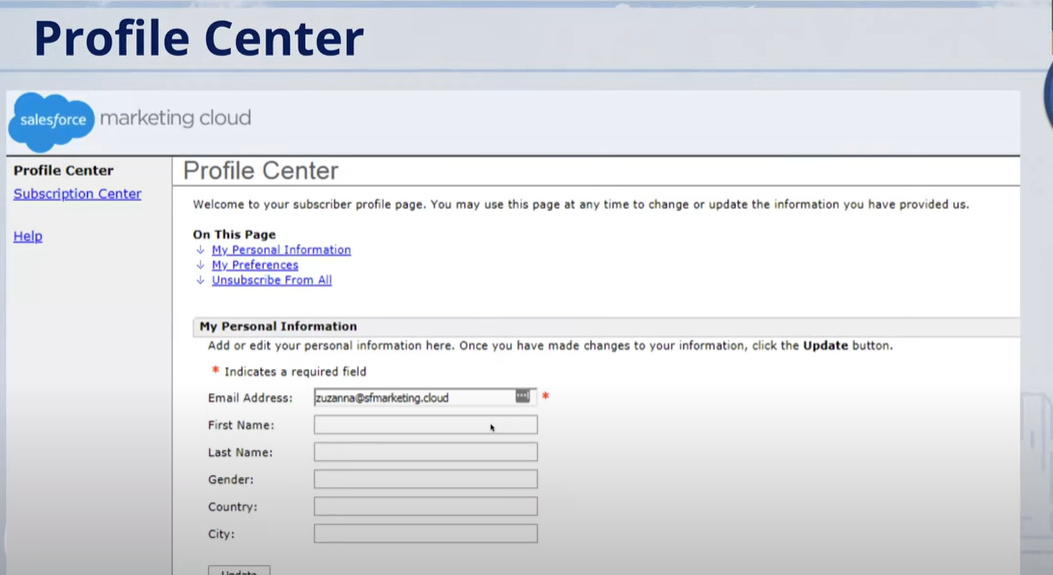 Profile Center
salesforce marketing cloud
Profile Center
Subscription Center
Help
Profile Center
Welcome to your subscriber profile page. You may use this page at any time to change or update the information you have provided us.
On This Page
↓ My Personal Information
↓ My Preferences
↓ Unsubscribe From All
My Personal Information
Add or edit your personal information here. Once you have made changes to your information, click the Update button.
* Indicates a required field
Email Address: zuzanna@sfmarketing.cloud *
First Name:
Last Name:
Gender:
Country:
City:
Update